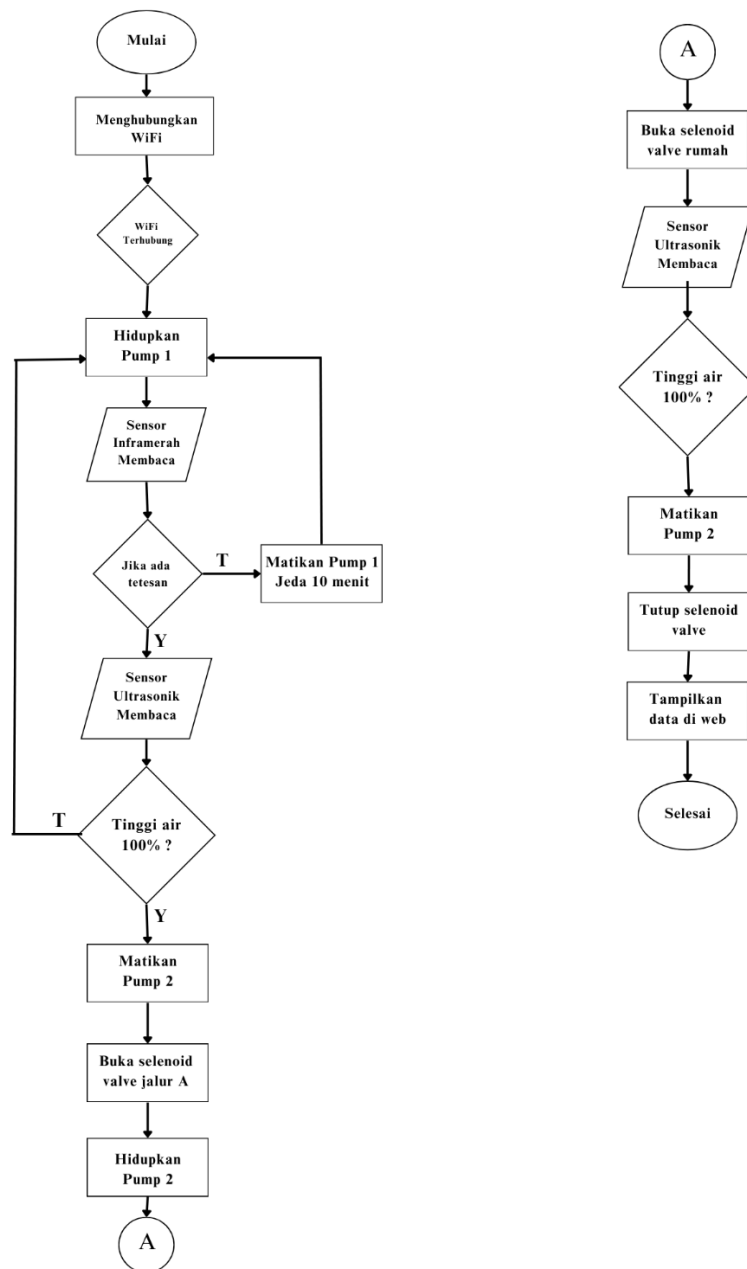 Mulai
Menghubungkan
WiFi
WiFi
Terhubung
Hidupkan
Pump 1
Sensor
Inframerah
Membaca
Jika ada
tetesan
T
Matikan Pump 1
Jeda 10 menit
Y
Sensor
Ultrasonik
Membaca
T
Tinggi air
100% ?
Y
Matikan
Pump 2
Buka selenoid
valve jalur A
Hidupkan
Pump 2
A
A
Buka selenoid
valve rumah
Sensor
Ultrasonik
Membaca
Tinggi air
100% ?
Matikan
Pump 2
Tutup selenoid
valve
Tampilkan
data di web
Selesai